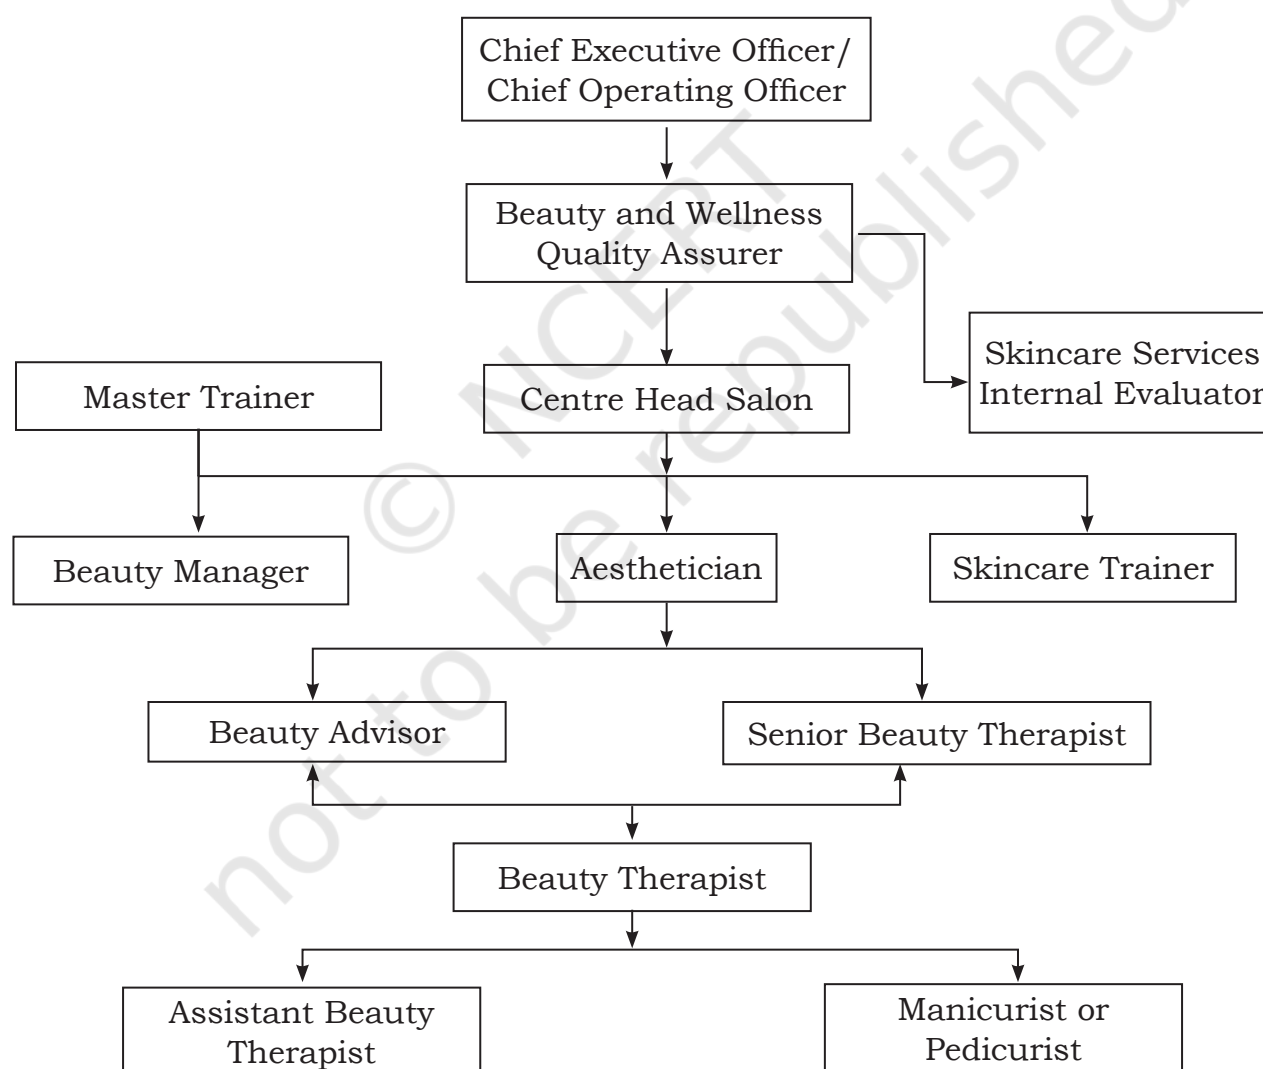 Chief Executive Officer/
Chief Operating Officer
Beauty and Wellness
Quality Assurer
Skincare Services
Internal Evaluator
Master Trainer
Centre Head Salon
Beauty Manager
Aesthetician
Skincare Trainer
Beauty Advisor
Senior Beauty Therapist
Beauty Therapist
Assistant Beauty
Therapist
Manicurist or
Pedicurist
© NCERT
not to be republished